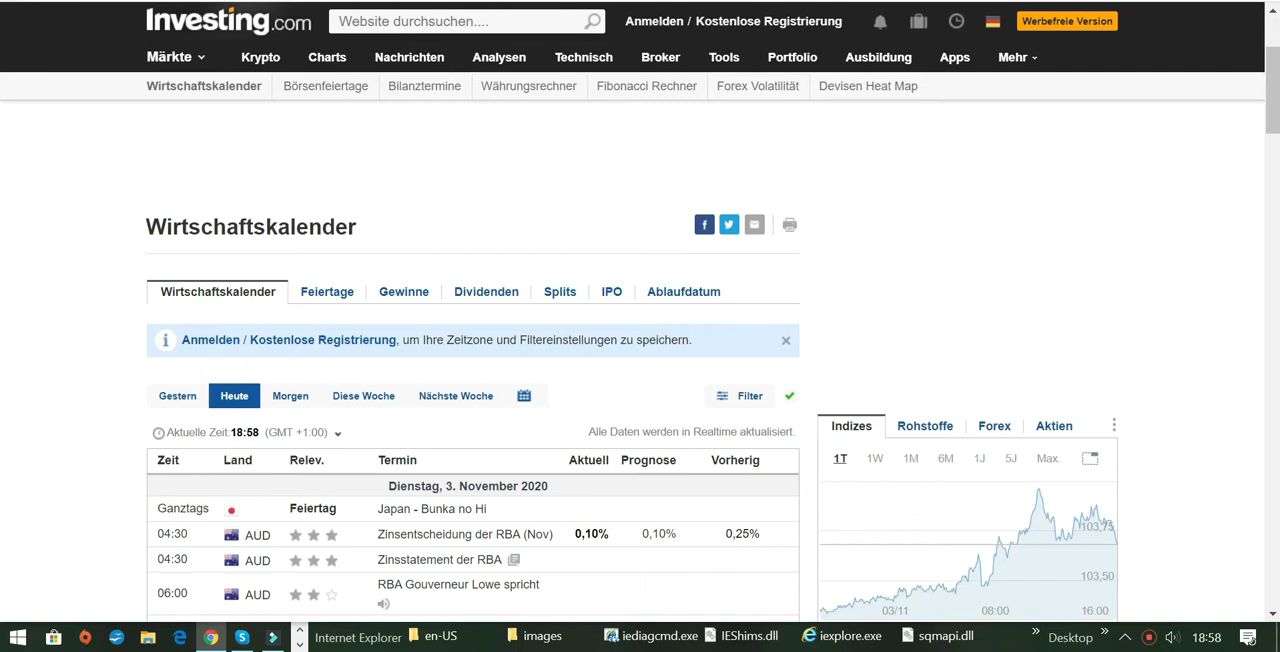 Investing.com
Website durchsuchen....
Anmelden / Kostenlose Registrierung
Werbefreie Version
Märkte Krypto Charts Nachrichten Analysen Technisch Broker Tools Portfolio Ausbildung Apps Mehr
Wirtschaftskalender Börsenfeiertage Bilanztermine Währungsrechner Fibonacci Rechner Forex Volatilität Devisen Heat Map
Wirtschaftskalender
Wirtschaftskalender Feiertage Gewinne Dividenden Splits IPO Ablaufdatum
Anmelden / Kostenlose Registrierung, um Ihre Zeitzone und Filtereinstellungen zu speichern.
Gestern Heute Morgen Diese Woche Nächste Woche Filter
Aktuelle Zeit:18:58 (GMT +1:00) Alle Daten werden in Realtime aktualisiert.
Zeit Land Relev. Termin Aktuell Prognose Vorherig
Dienstag, 3. November 2020
Ganztags Feiertag Japan - Bunka no Hi
04:30 AUD Zinsentscheidung der RBA (Nov) 0,10% 0,10% 0,25%
04:30 AUD Zinsstatement der RBA
06:00 AUD RBA Gouverneur Lowe spricht
Indizes Rohstoffe Forex Aktien
1T 1W 1M 6M 1J 5J Max.
103,75
103,50
03/11 08:00 16:00
Internet Explorer en-US images iediagcmd.exe IEShims.dll iexplore.exe sqmapi.dll » Desktop » 18:58